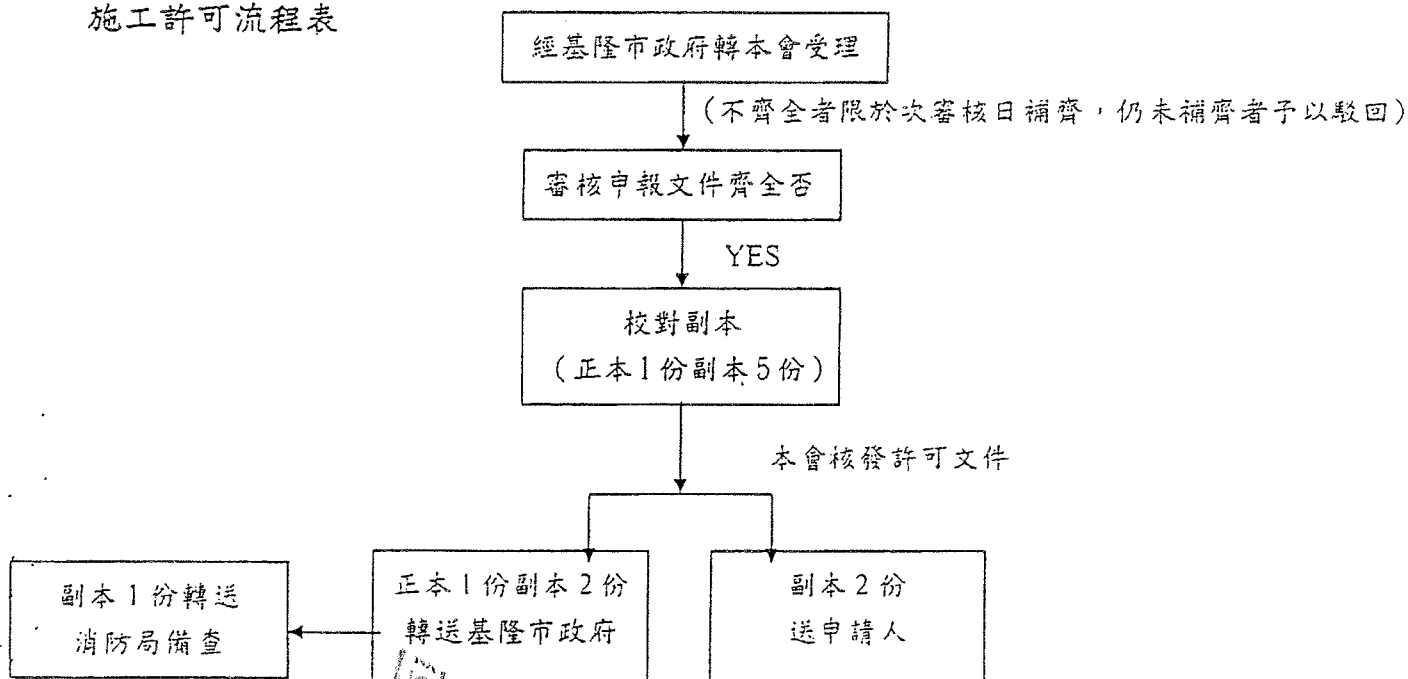 施工許可流程表
經基隆市政府轉本會受理
(不齊全者限於次審核日補齊，仍未補齊者予以駁回)
審核申報文件齊全否
YES
校對副本
(正本1份副本5份)
本會核發許可文件
副本1份轉送
消防局備查
正本1份副本2份
轉送基隆市政府
副本2份
送申請人